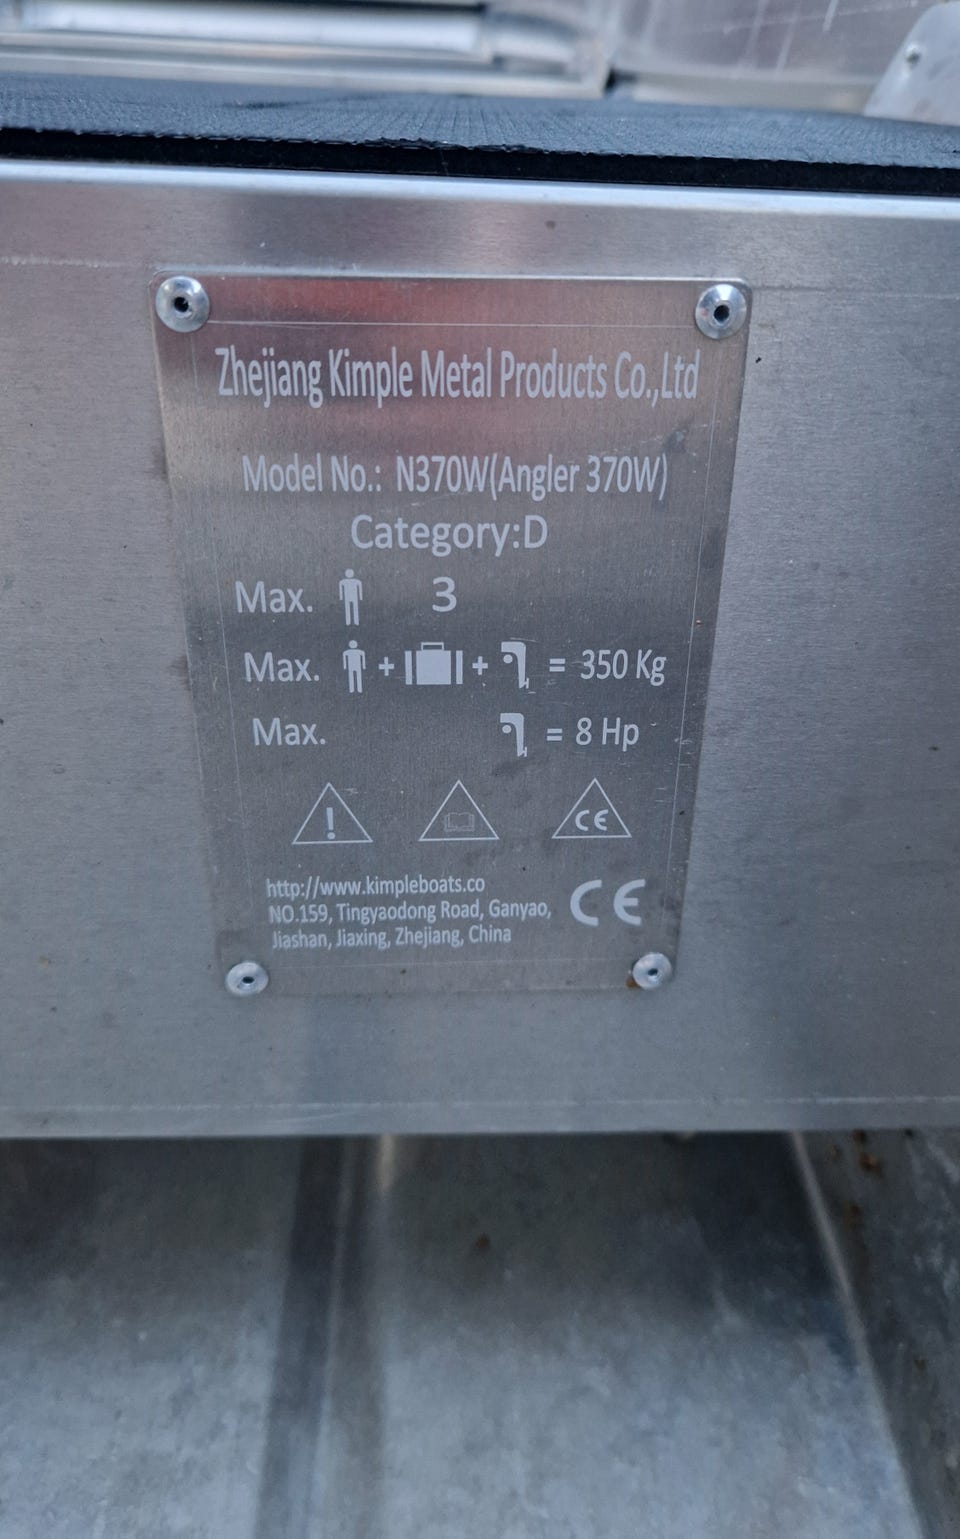 Zhejiang Kimple Metal Products Co.,Ltd
Model No.: N370W(Angler 370W)
Category:D
Max. 3
Max. + + = 350 Kg
Max. = 8 Hp
! CE
http://www.kimpleboats.co
NO.159, Tingyaodong Road, Ganyao,
Jiashan, Jiaxing, Zhejiang, China
CE